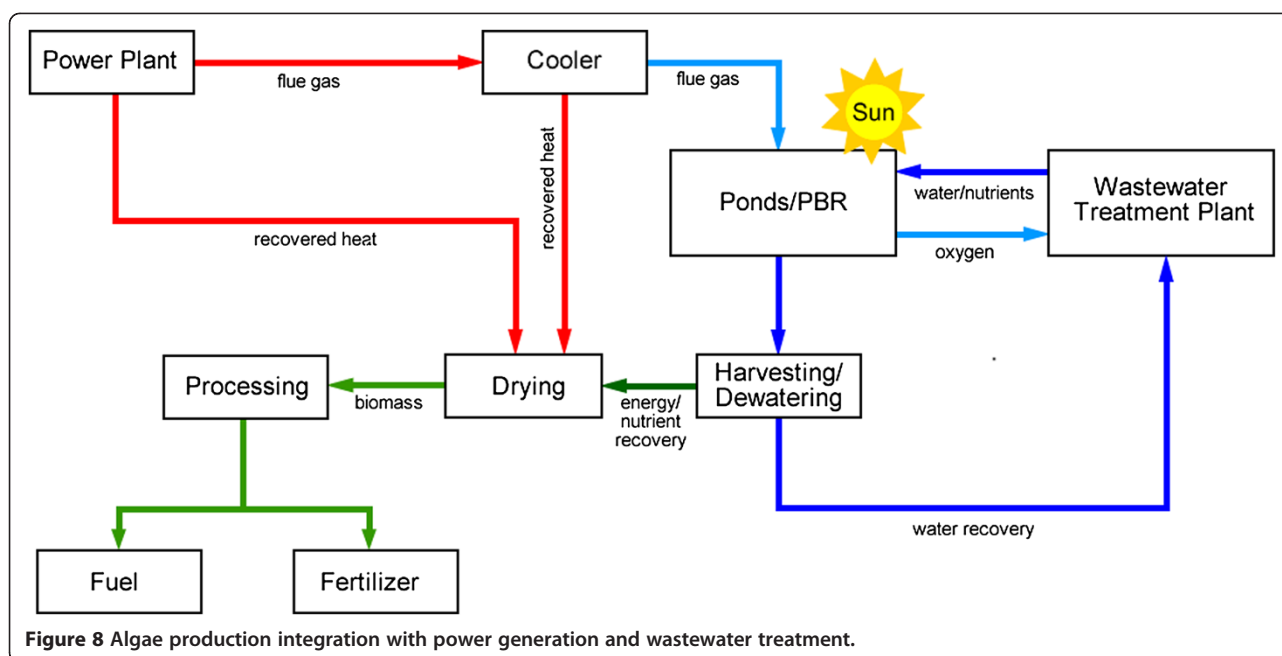 Power Plant
flue gas
Cooler
flue gas
Sun
recovered heat
recovered heat
Ponds/PBR
water/nutrients
oxygen
Wastewater
Treatment Plant
Processing
biomass
Drying
energy/
nutrient
recovery
Harvesting/
Dewatering
water recovery
Fuel
Fertilizer
Figure 8 Algae production integration with power generation and wastewater treatment.